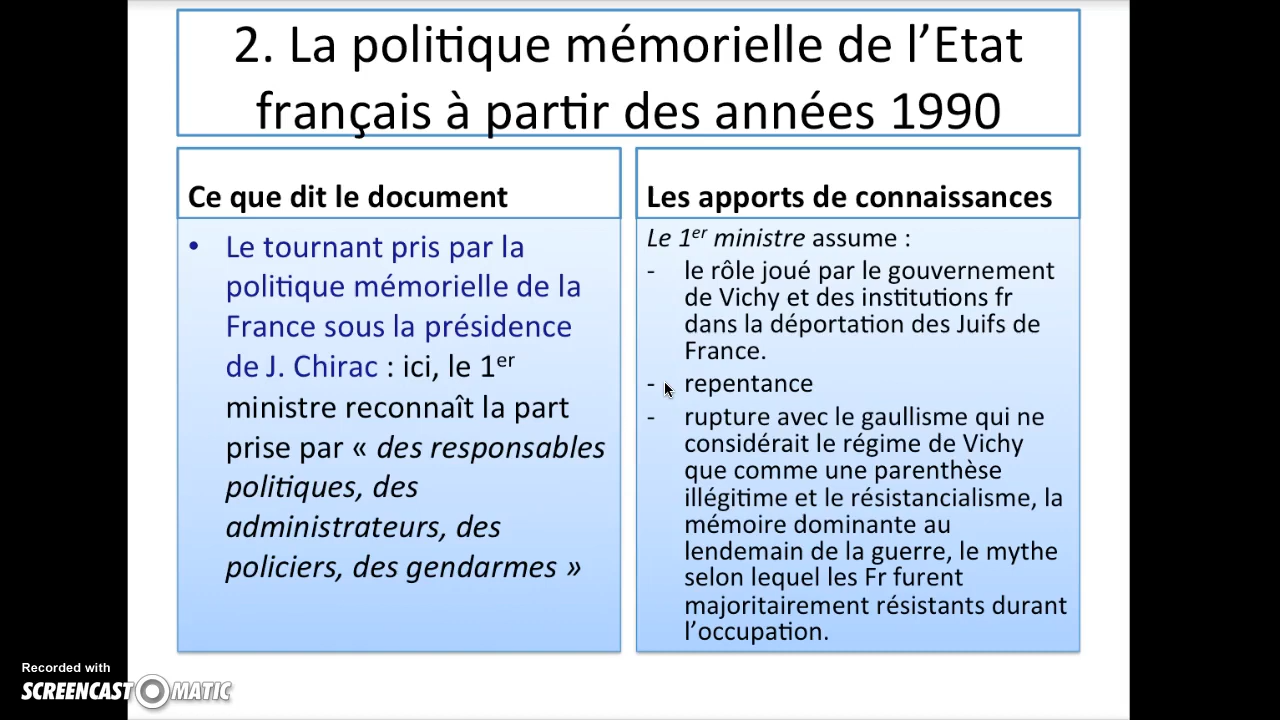 2. La politique mémorielle de l’Etat
français à partir des années 1990
Ce que dit le document
• Le tournant pris par la
politique mémorielle de la
France sous la présidence
de J. Chirac : ici, le 1er
ministre reconnaît la part
prise par « des responsables
politiques, des
administrateurs, des
policiers, des gendarmes »
Les apports de connaissances
Le 1er ministre assume :
- le rôle joué par le gouvernement
de Vichy et des institutions fr
dans la déportation des Juifs de
France.
- repentance
- rupture avec le gaullisme qui ne
considérait le régime de Vichy
que comme une parenthèse
illégitime et le résistancialisme, la
mémoire dominante au
lendemain de la guerre, le mythe
selon lequel les Fr furent
majoritairement résistants durant
l’occupation.
Recorded with
SCREENCAST MATIC